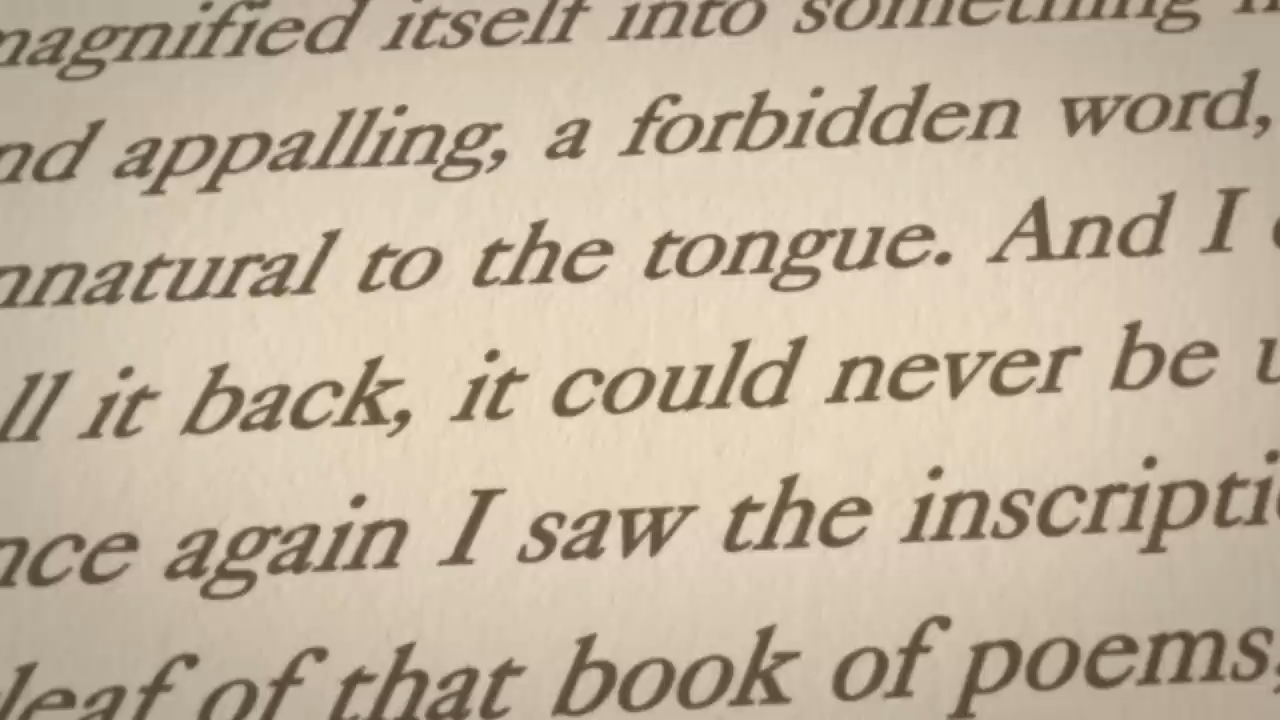 magnified itself into something
nd appalling, a forbidden word,
nnatural to the tongue. And I
ll it back, it could never be u
nce again I saw the inscripti
leaf of that book of poems,